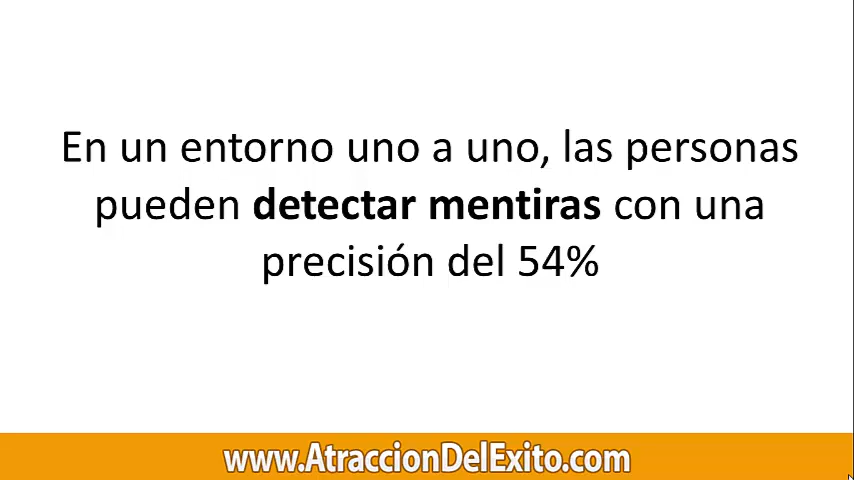 En un entorno uno a uno, las personas
pueden detectar mentiras con una
precisión del 54%
www.AtraccionDelExito.com